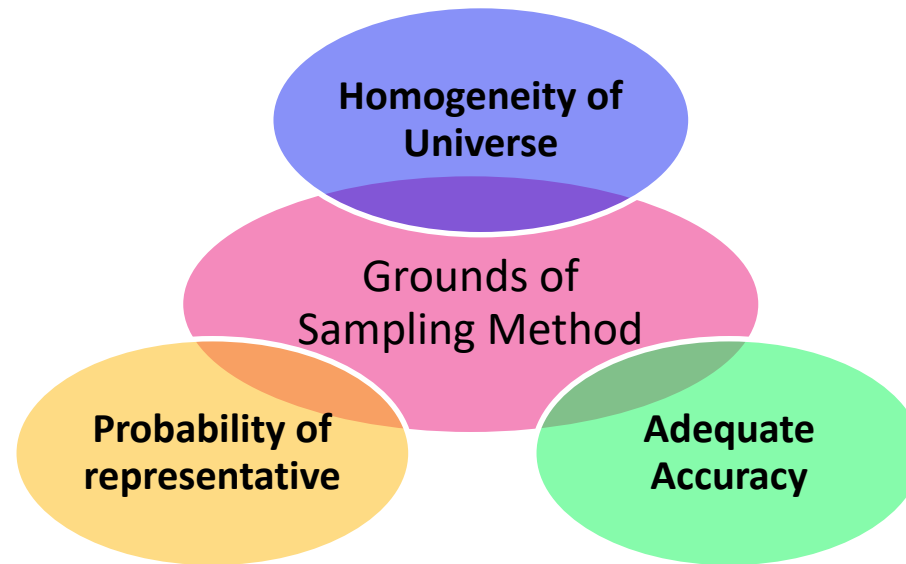 Homogeneity of
Universe
Grounds of
Sampling Method
Probability of
representative
Adequate
Accuracy